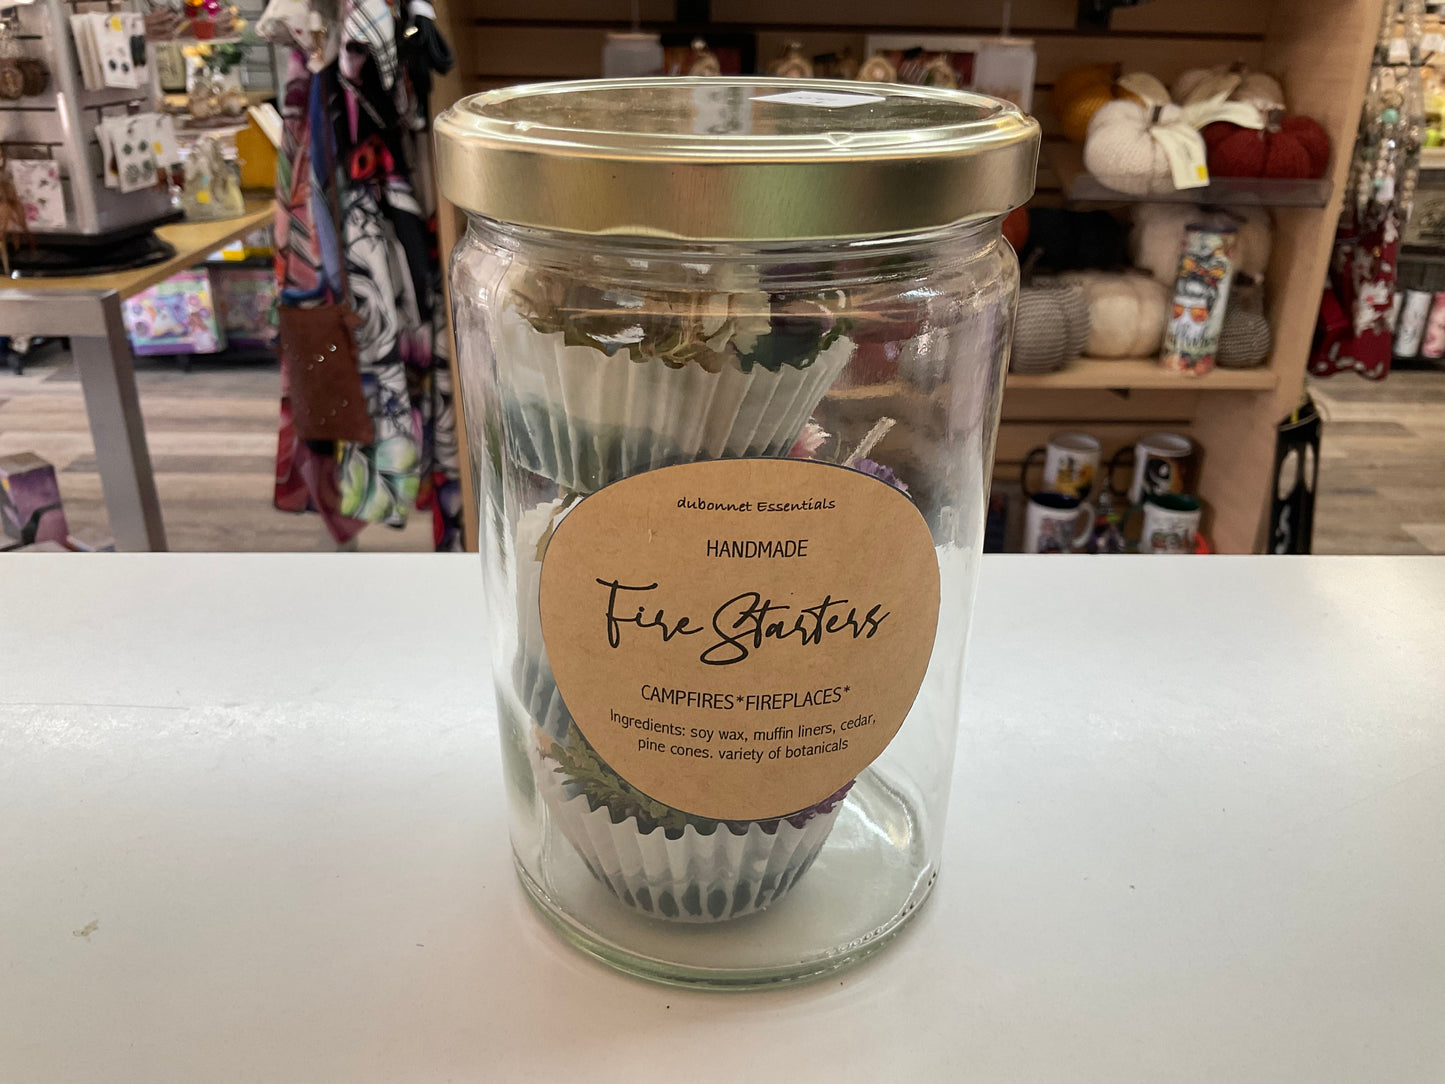 dubonnet Essentials
HANDMADE
Fire Starters
CAMPFIRES*FIREPLACES*
Ingredients: soy wax, muffin liners, cedar,
pine cones. variety of botanicals